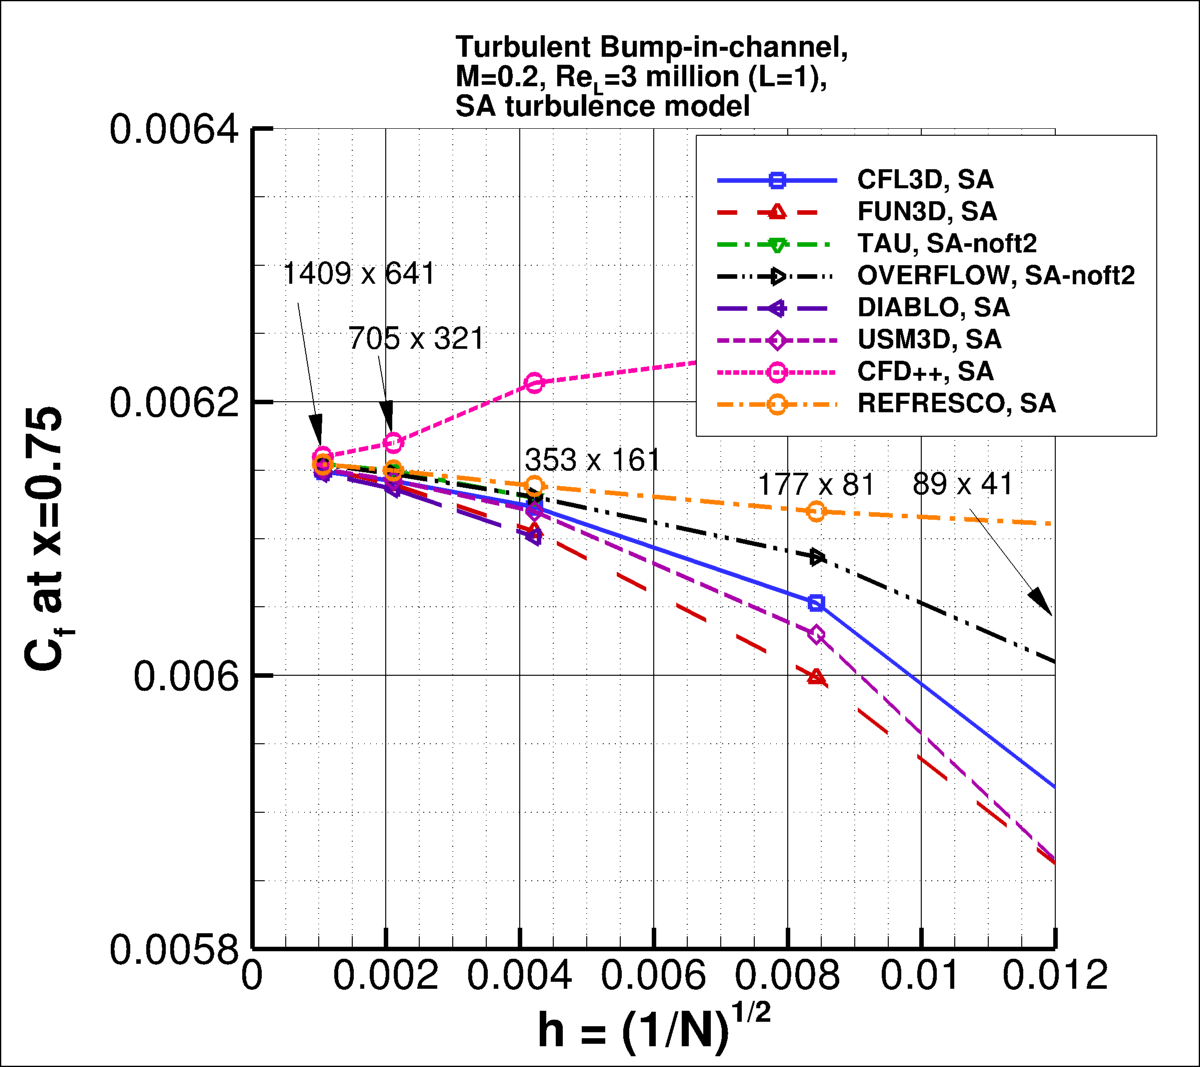 Turbulent Bump-in-channel,
M=0.2, Re_L=3 million (L=1),
SA turbulence model
0.0064
CFL3D, SA
FUN3D, SA
TAU, SA-noft2
OVERFLOW, SA-noft2
DIABLO, SA
USM3D, SA
CFD++, SA
REFRESCO, SA
1409 x 641
705 x 321
0.0062
353 x 161
177 x 81
89 x 41
C_f at x=0.75
0.006
0.0058
0
0.002
0.004
0.006
0.008
0.01
0.012
h = (1/N)^1/2